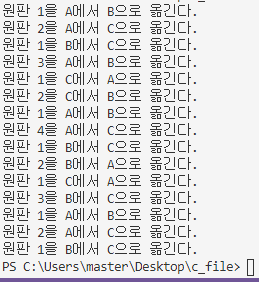 원판 1을 A에서 B으로 옮긴다.
원판 2을 A에서 C으로 옮긴다.
원판 1을 B에서 C으로 옮긴다.
원판 3을 A에서 B으로 옮긴다.
원판 1을 C에서 A으로 옮긴다.
원판 2을 C에서 B으로 옮긴다.
원판 1을 A에서 B으로 옮긴다.
원판 4을 A에서 C으로 옮긴다.
원판 1을 B에서 C으로 옮긴다.
원판 2을 B에서 A으로 옮긴다.
원판 1을 C에서 A으로 옮긴다.
원판 3을 B에서 C으로 옮긴다.
원판 1을 A에서 B으로 옮긴다.
원판 2을 A에서 C으로 옮긴다.
원판 1을 B에서 C으로 옮긴다.
PS C:\Users\master\Desktop\c_file>